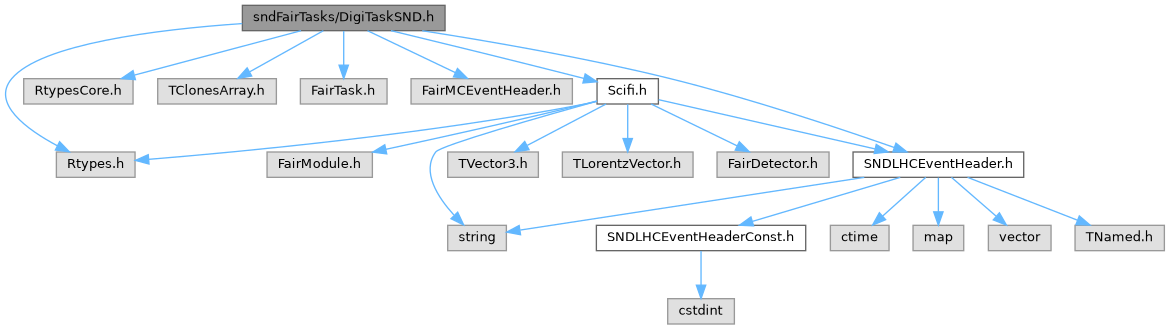 sndFairTasks/DigiTaskSND.h
RtypesCore.h
TClonesArray.h
FairTask.h
FairMCEventHeader.h
Scifi.h
Rtypes.h
FairModule.h
TVector3.h
TLorentzVector.h
FairDetector.h
SNDLHCEventHeader.h
string
SNDLHCEventHeaderConst.h
ctime
map
vector
TNamed.h
cstdint